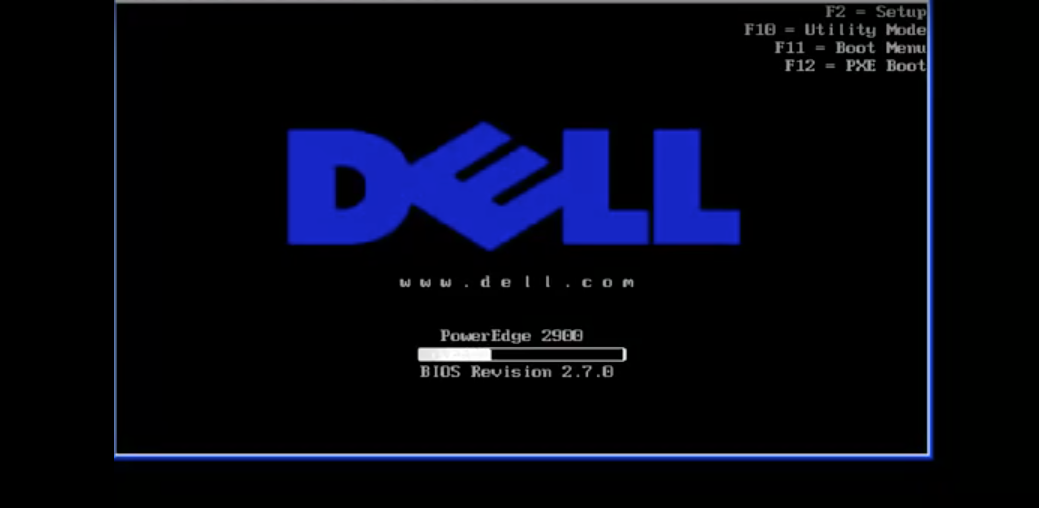 F2 = Setup
F10 = Utility Mode
F11 = Boot Menu
F12 = PXE Boot
DELL
www.dell.com
PowerEdge 2900
BIOS Revision 2.7.0